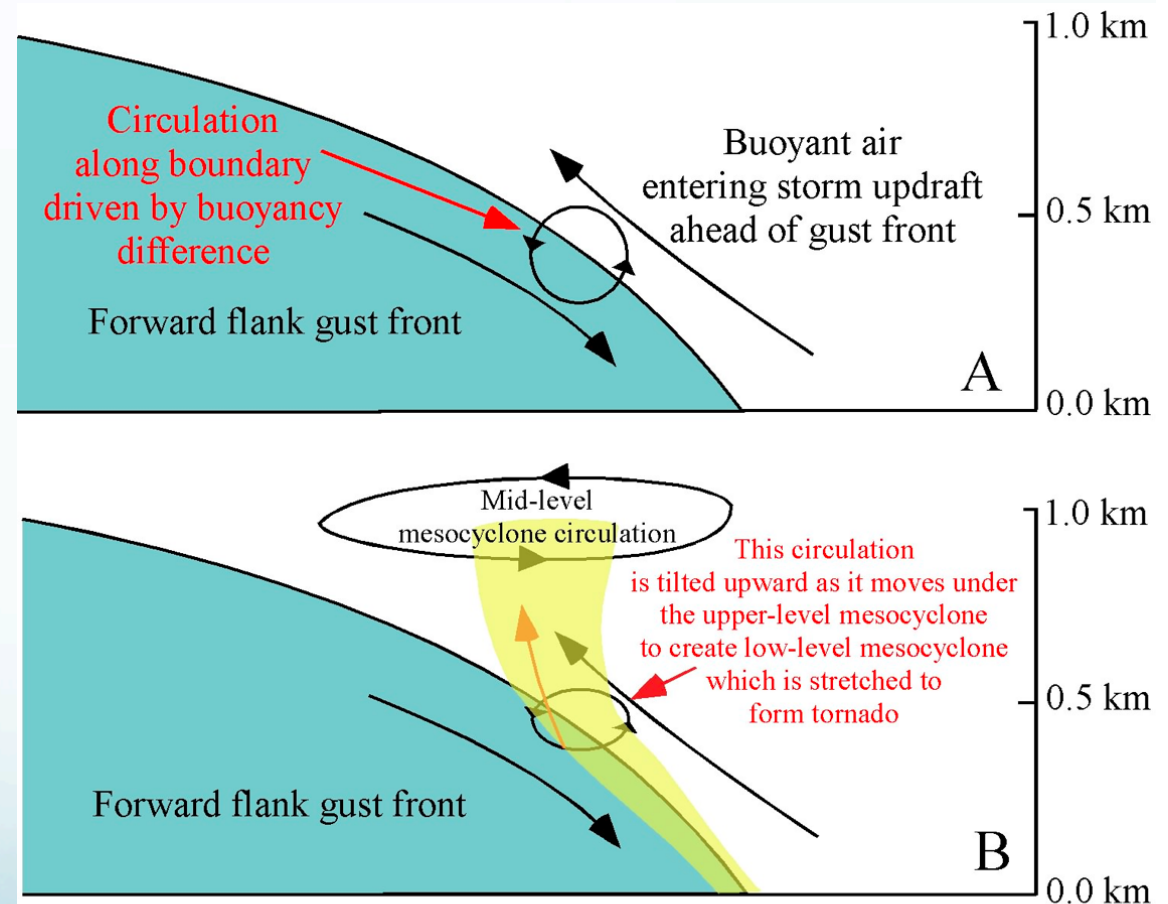 1.0 km
Circulation
along boundary
driven by buoyancy
difference
Buoyant air
entering storm updraft
ahead of gust front
0.5 km
Forward flank gust front
A
0.0 km
Mid-level
mesocyclone circulation
1.0 km
This circulation
is tilted upward as it moves under
the upper-level mesocyclone
to create low-level mesocyclone
which is stretched to
form tornado
0.5 km
Forward flank gust front
B
0.0 km